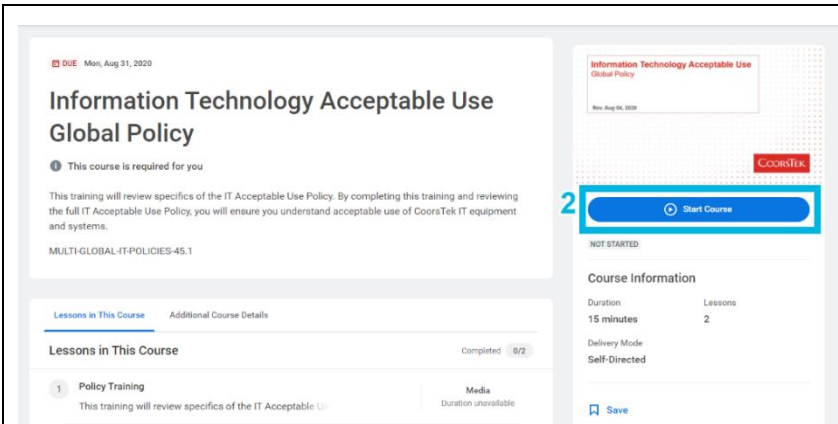 DUE Mon, Aug 31, 2020
Information Technology Acceptable Use
Global Policy
This course is required for you
This training will review specifics of the IT Acceptable Use Policy. By completing this training and reviewing
the full IT Acceptable Use Policy, you will ensure you understand acceptable use of CoorsTek IT equipment
and systems.
MULTI-GLOBAL-IT-POLICIES-45.1
Lessons in This Course Additional Course Details
Lessons in This Course Completed 0/2
1 Policy Training
This training will review specifics of the IT Acceptable
Media
Duration unavailable
Information Technology Acceptable Use
Global Policy
Rev. Aug 04, 2020
COORSTEK
2 Start Course
NOT STARTED
Course Information
Duration Lessons
15 minutes 2
Delivery Mode
Self-Directed
Save